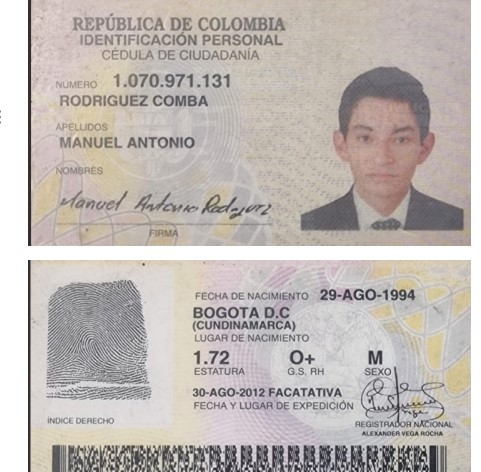 REPÚBLICA DE COLOMBIA
IDENTIFICACIÓN PERSONAL
CÉDULA DE CIUDADANÍA
NUMERO 1.070.971.131
RODRIGUEZ COMBA
APELLIDOS
MANUEL ANTONIO
NOMBRES
Manuel Antonio Rodriguez
FIRMA
FECHA DE NACIMIENTO 29-AGO-1994
BOGOTA D.C
(CUNDINAMARCA)
LUGAR DE NACIMIENTO
1.72 O+ M
ESTATURA G.S. RH SEXO
30-AGO-2012 FACATATIVA
FECHA Y LUGAR DE EXPEDICIÓN
INDICE DERECHO
REGISTRADOR NACIONAL
ALEXANDER VEGA ROCHA